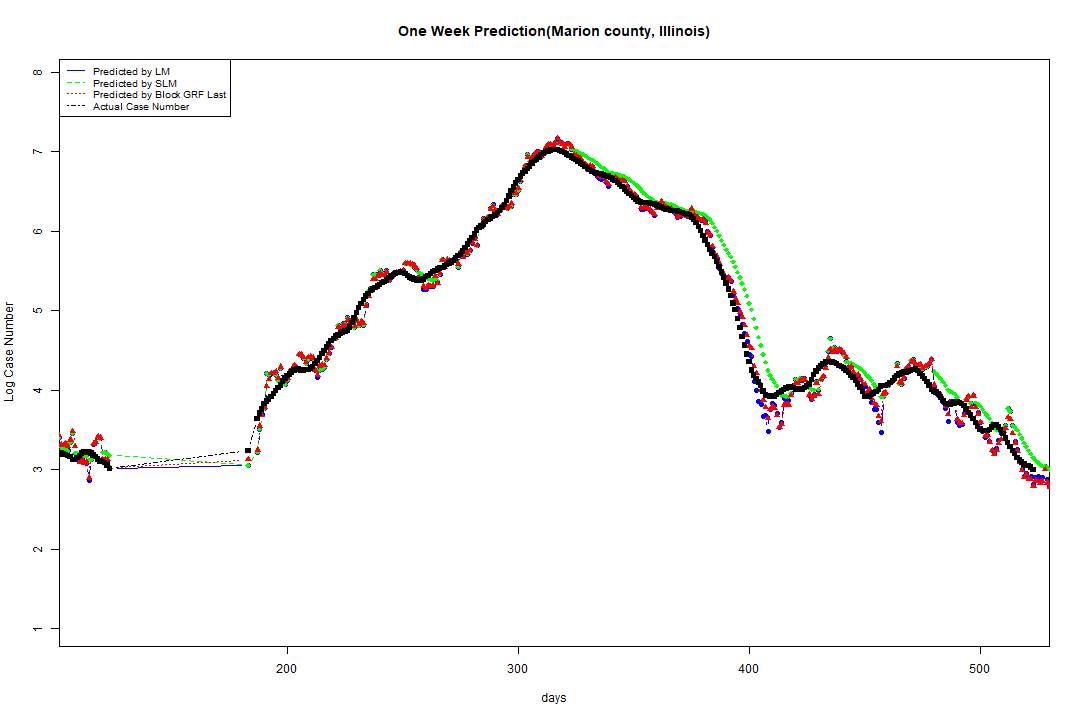 One Week Prediction(Marion county, Illinois)
Predicted by LM
Predicted by SLM
Predicted by Block GRF Last
Actual Case Number
8
7
6
5
4
3
2
1
Log Case Number
200
300
400
500
days